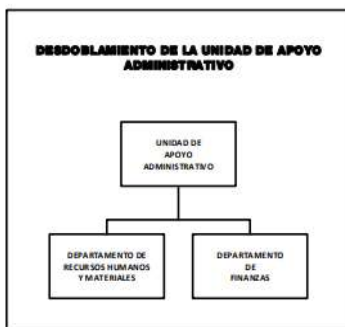 DESDOBLAMIENTO DE LA UNIDAD DE APOYO
ADMINISTRATIVO
UNIDAD DE
APOYO
ADMINISTRATIVO
DEPARTAMENTO DE
RECURSOS HUMANOS
Y MATERIALES
DEPARTAMENTO
DE
FINANZAS